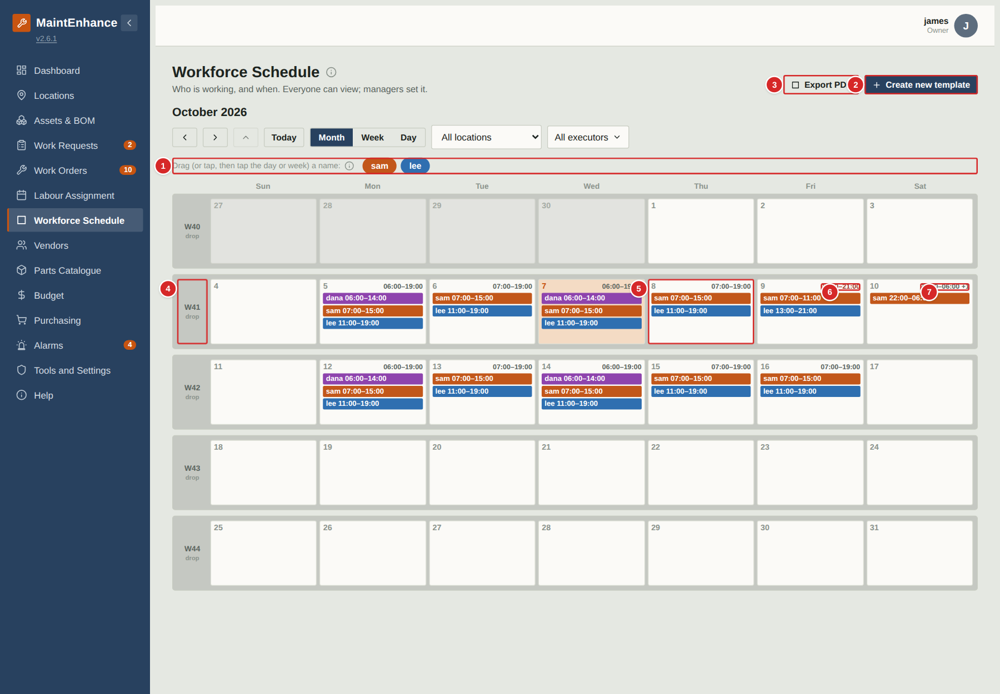 MaintEnhance
v2.6.1
Dashboard
Locations
Assets & BOM
Work Requests 2
Work Orders 10
Labour Assignment
Workforce Schedule
Vendors
Parts Catalogue
Budget
Purchasing
Alarms 4
Tools and Settings
Help
james
Owner
J
Workforce Schedule
Who is working, and when. Everyone can view; managers set it.
3 Export 2 + Create new template
October 2026
Today Month Week Day All locations All executors
1 Drag (or tap, then tap the day or week) a name: sam lee
Sun Mon Tue Wed Thu Fri Sat
W40
drop
27 28 29 30 1 2 3
4 W41
drop
4
5 06:00–19:00
dana 06:00–14:00
sam 07:00–15:00
lee 11:00–19:00
6 07:00–19:00
sam 07:00–15:00
lee 11:00–19:00
7
dana 06:00–14:00
sam 07:00–15:00
lee 11:00–19:00
5
8 07:00–19:00
sam 07:00–15:00
lee 11:00–19:00
9 –21:00
6
sam 07:00–11:00
lee 13:00–21:00
10 –06:00 +1
7
sam 22:00–
W42
drop
11
12 06:00–19:00
dana 06:00–14:00
sam 07:00–15:00
lee 11:00–19:00
13 07:00–19:00
sam 07:00–15:00
lee 11:00–19:00
14 06:00–19:00
dana 06:00–14:00
sam 07:00–15:00
lee 11:00–19:00
15 07:00–19:00
sam 07:00–15:00
lee 11:00–19:00
16 07:00–19:00
sam 07:00–15:00
lee 11:00–19:00
17
W43
drop
18 19 20 21 22 23 24
W44
drop
25 26 27 28 29 30 31